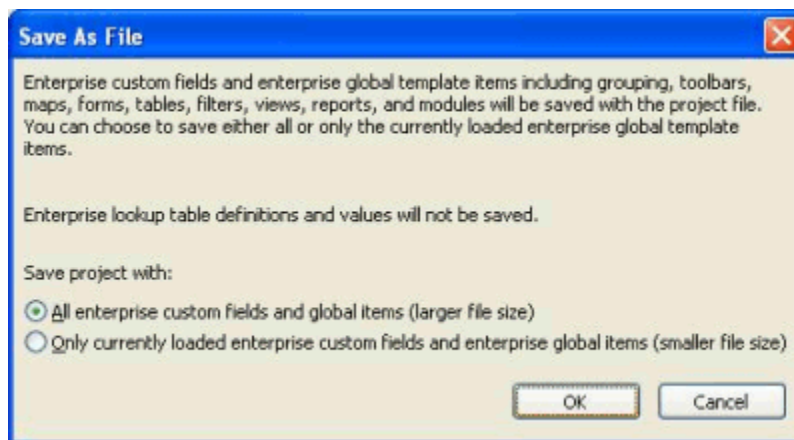 Save As File
Enterprise custom fields and enterprise global template items including grouping, toolbars,
maps, forms, tables, filters, views, reports, and modules will be saved with the project file.
You can choose to save either all or only the currently loaded enterprise global template
items.
Enterprise lookup table definitions and values will not be saved.
Save project with:
All enterprise custom fields and global items (larger file size)
Only currently loaded enterprise custom fields and enterprise global items (smaller file size)
OK Cancel